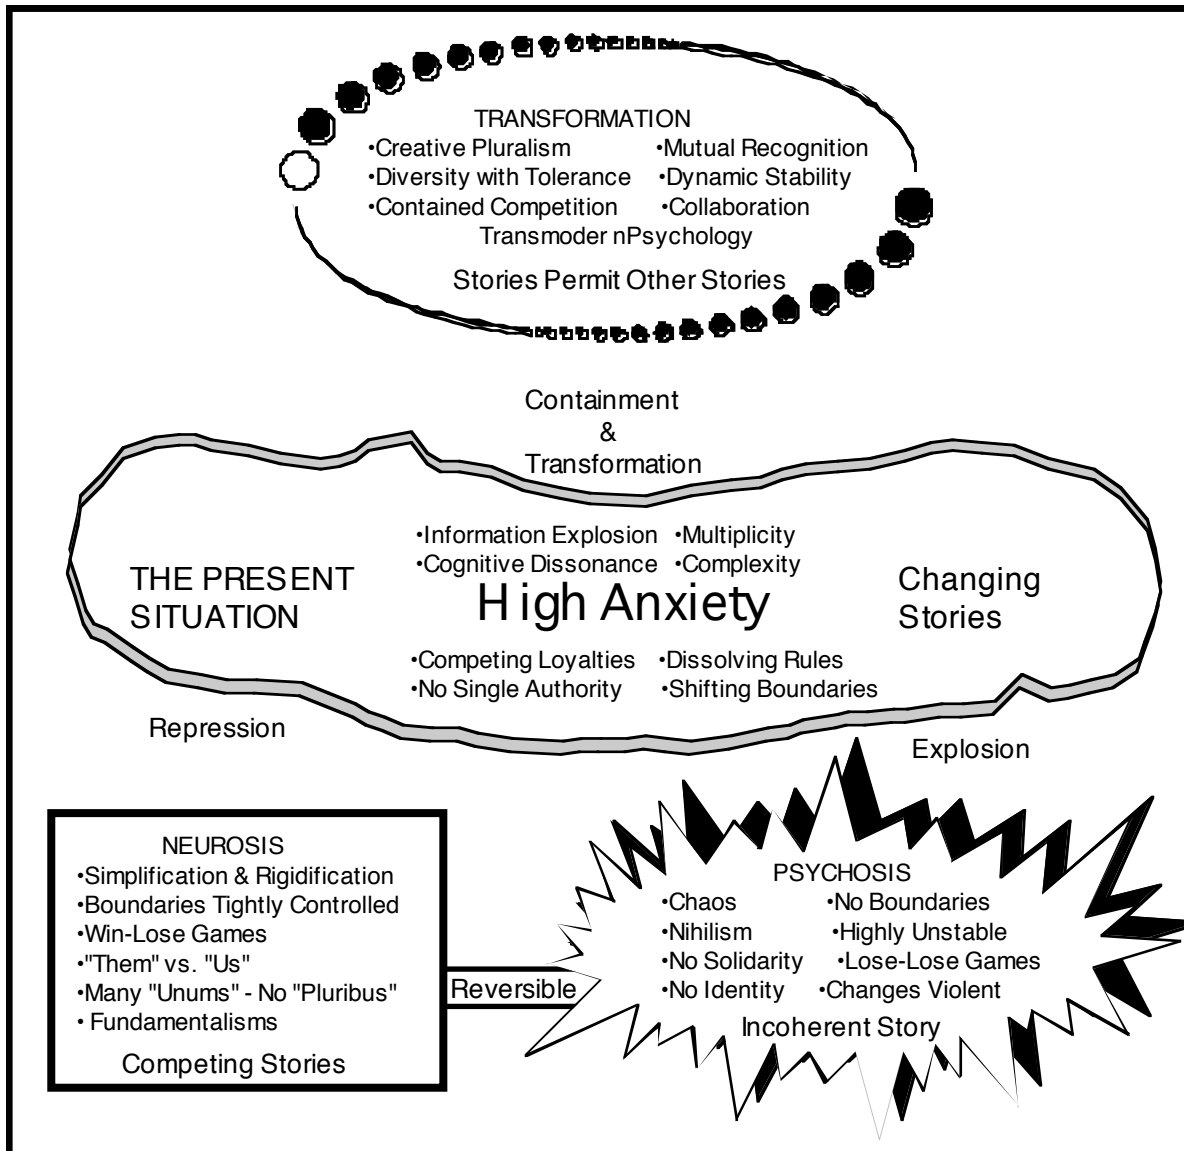 TRANSFORMATION
•Creative Pluralism •Mutual Recognition
•Diversity with Tolerance •Dynamic Stability
•Contained Competition •Collaboration
Transmoder nPsychology
Stories Permit Other Stories
Containment
&
Transformation
•Information Explosion •Multiplicity
•Cognitive Dissonance •Complexity
THE PRESENT
SITUATION
High Anxiety
Changing
Stories
•Competing Loyalties •Dissolving Rules
•No Single Authority •Shifting Boundaries
Repression
Explosion
NEUROSIS
•Simplification & Rigidification
•Boundaries Tightly Controlled
•Win-Lose Games
•"Them" vs. "Us"
•Many "Unums" - No "Pluribus"
• Fundamentalisms
Competing Stories
Reversible
PSYCHOSIS
•Chaos •No Boundaries
•Nihilism •Highly Unstable
•No Solidarity •Lose-Lose Games
•No Identity •Changes Violent
Incoherent Story